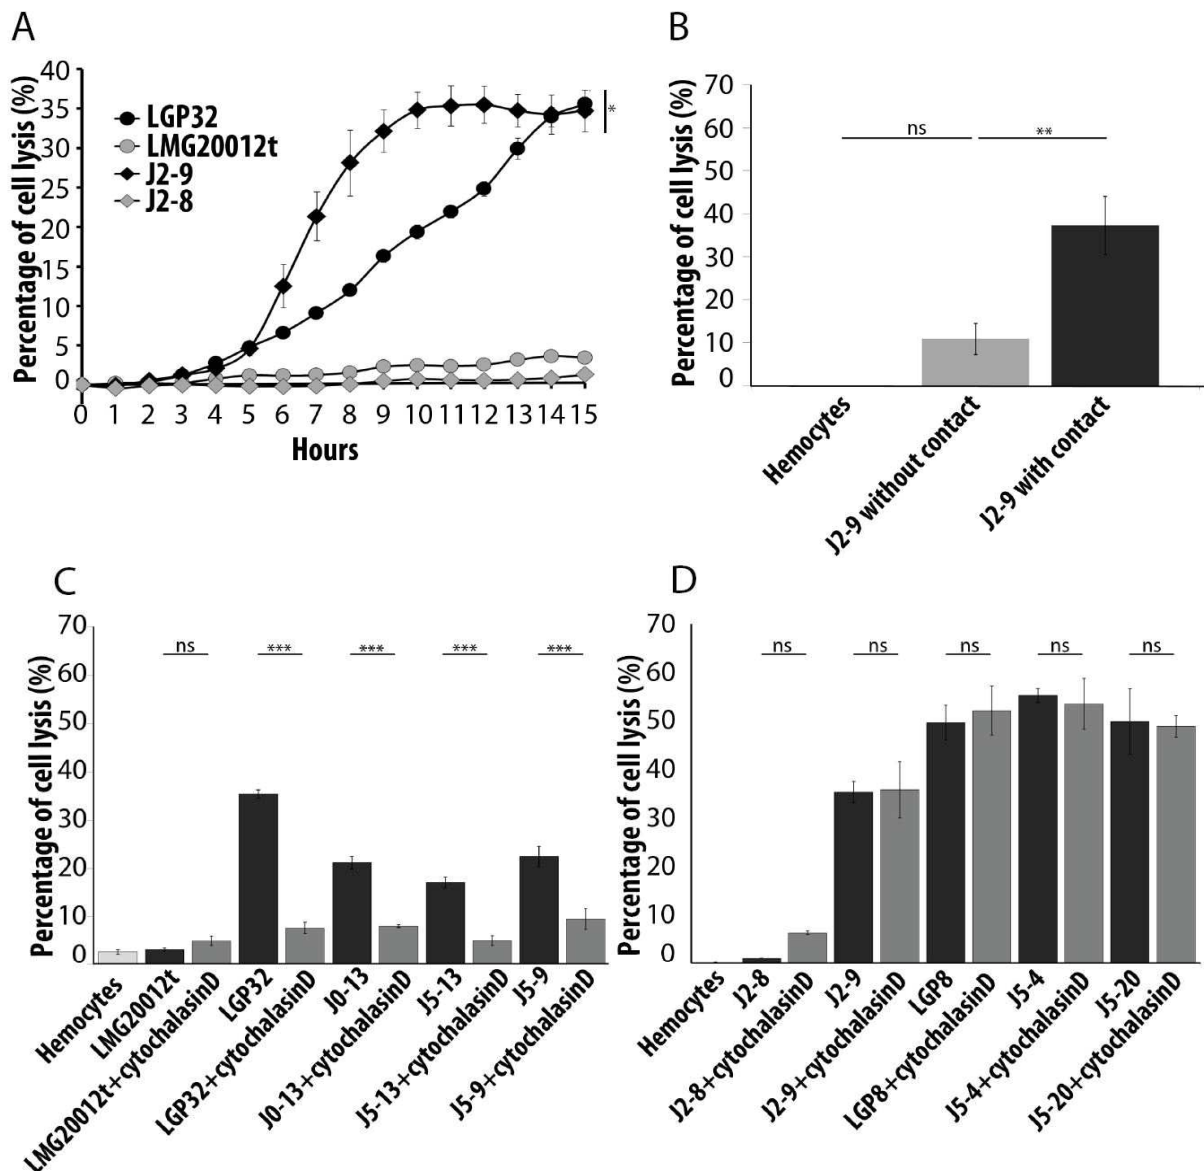 A
Percentage of cell lysis (%)
40
35
30
25
20
15
10
5
0
LGP32
LMG20012t
J2-9
J2-8
*
0 1 2 3 4 5 6 7 8 9 10 11 12 13 14 15
Hours
B
Percentage of cell lysis (%)
70
60
50
40
30
20
10
0
ns
**
Hemocytes
J2-9 without contact
J2-9 with contact
C
Percentage of cell lysis (%)
70
60
50
40
30
20
10
0
ns
***
***
***
***
Hemocytes
LMG20012t
LMG20012t+cytochalasinD
LGP32
LGP32+cytochalasinD
J0-13
J0-13+cytochalasinD
J5-13
J5-13+cytochalasinD
J5-9
J5-9+cytochalasinD
D
Percentage of cell lysis (%)
70
60
50
40
30
20
10
0
ns
ns
ns
ns
ns
Hemocytes
J2-8
J2-8+cytochalasinD
J2-9
J2-9+cytochalasinD
LGP8
LGP8+cytochalasinD
J5-4
J5-4+cytochalasinD
J5-20
J5-20+cytochalasinD